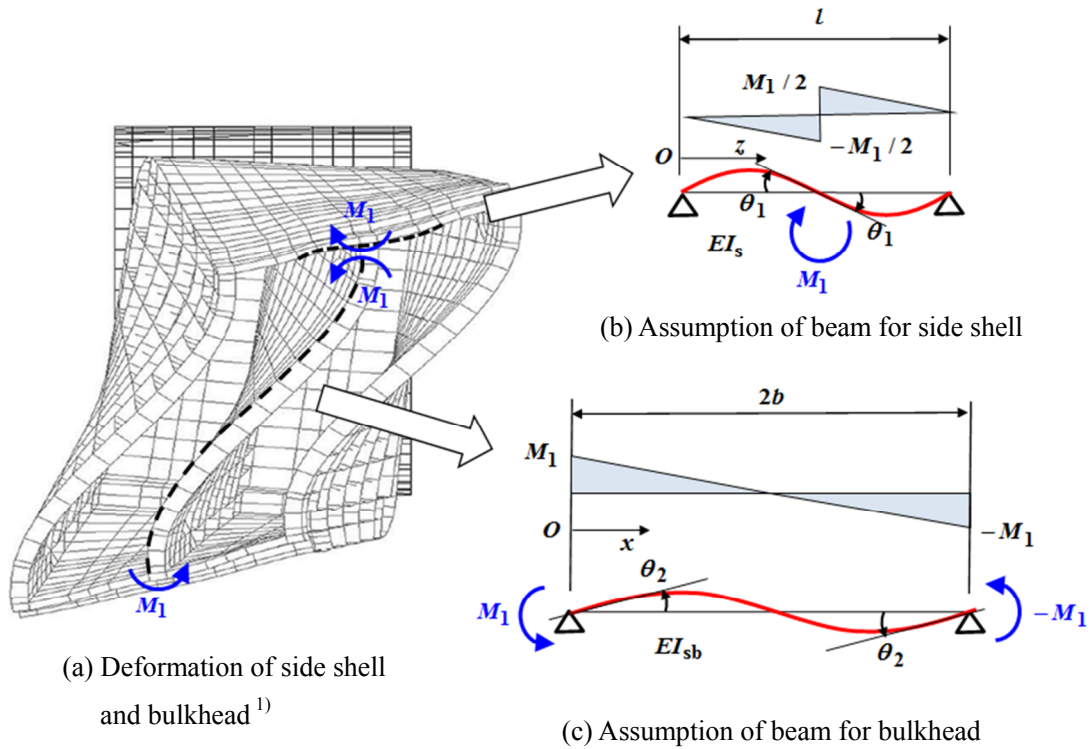 M1
M1
M1
(a) Deformation of side shell
and bulkhead 1)
l
M1 / 2
−M1 / 2
O
z
θ1
θ1
EIs
M1
(b) Assumption of beam for side shell
2b
M1
O
x
−M1
θ2
M1
−M1
EIsb
θ2
(c) Assumption of beam for bulkhead